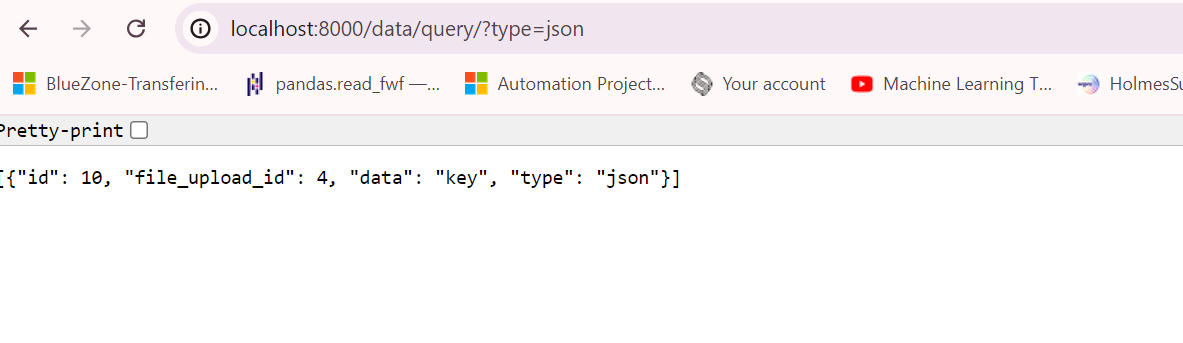 localhost:8000/data/query/?type=json
BlueZone-Transferin... pandas.read_fwf —... Automation Project... Your account Machine Learning T... HolmesSu
Pretty-print
[{"id": 10, "file_upload_id": 4, "data": "key", "type": "json"}]